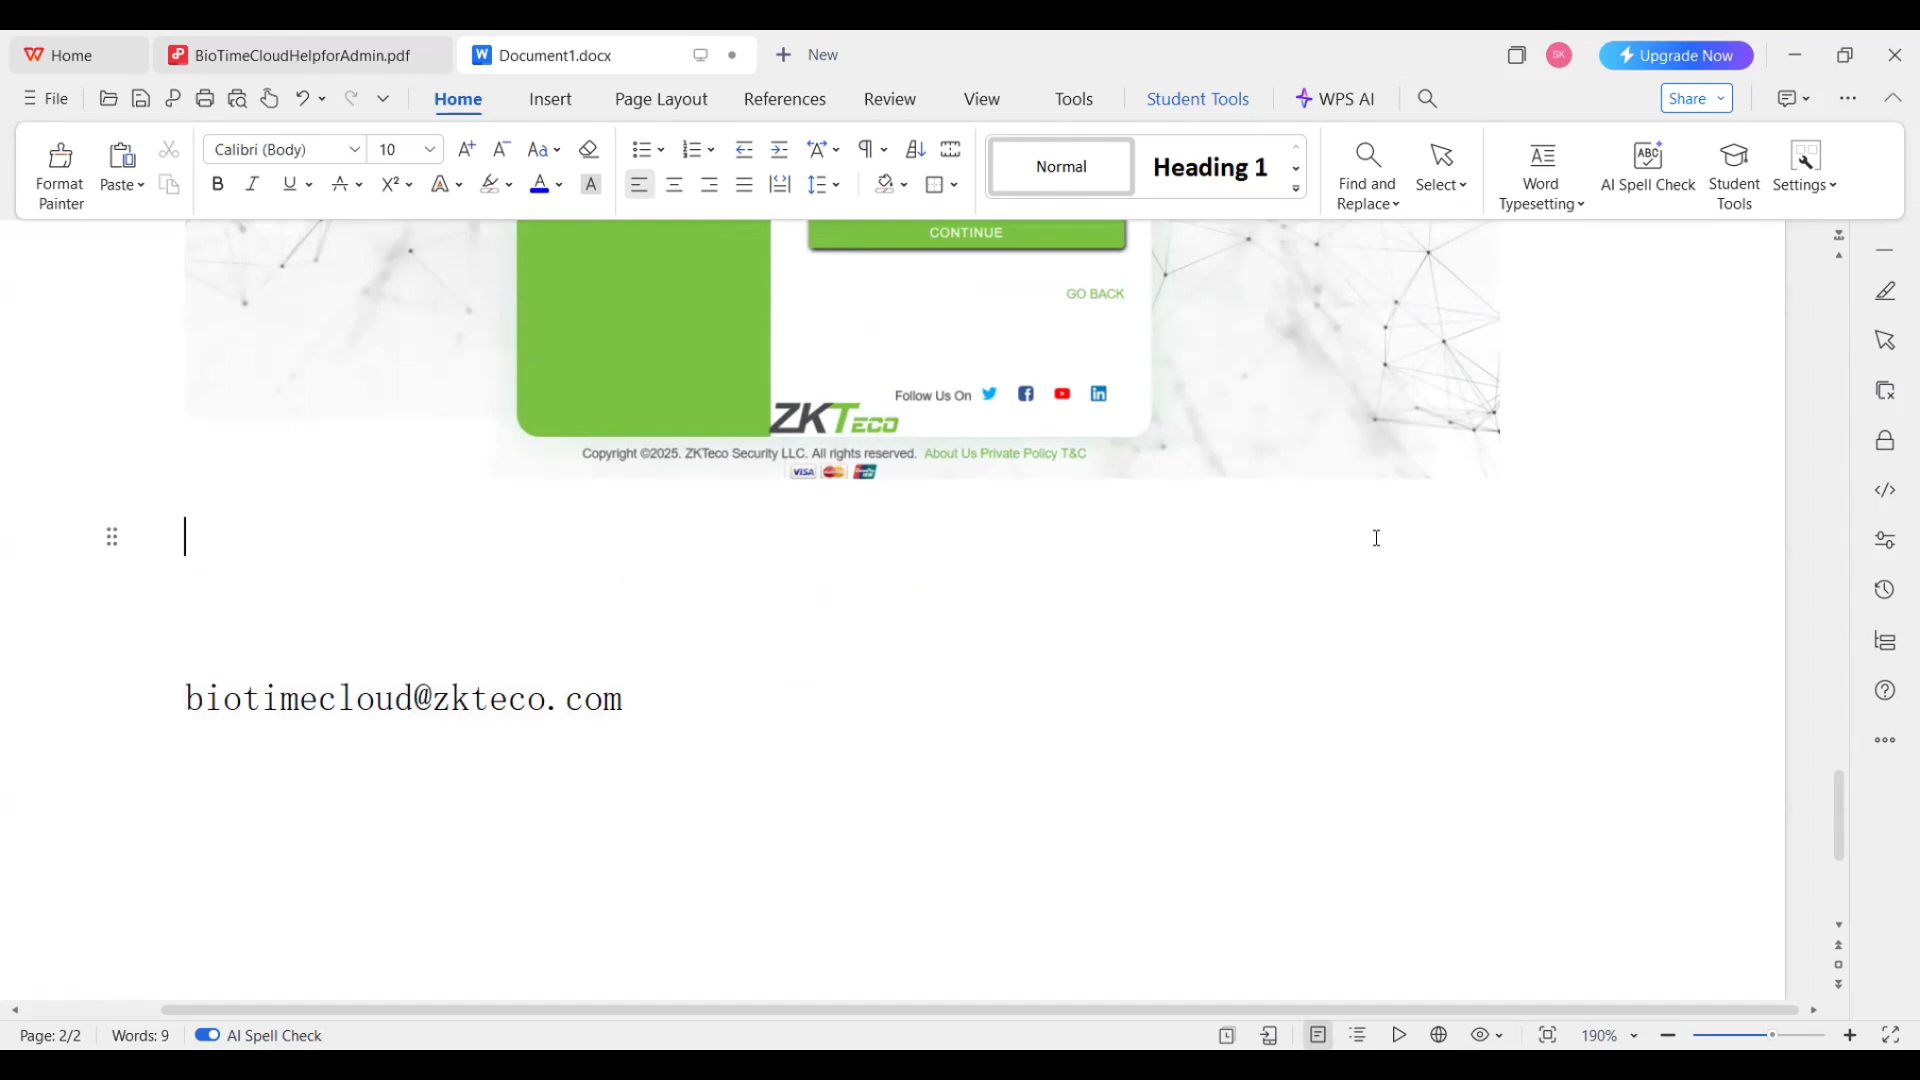 Home
BioTimeCloudHelpforAdmin.pdf
Document1.docx
New
SK
Upgrade Now
File
Home
Insert
Page Layout
References
Review
View
Tools
Student Tools
WPS AI
Share
Format
Painter
Paste
Calibri (Body)
10
Normal
Heading 1
Find and
Replace
Select
Word
Typesetting
AI Spell Check
Student
Tools
Settings
CONTINUE
GO BACK
Follow Us On
ZKTECO
Copyright ©2025. ZKTeco Security LLC. All rights reserved. About Us Private Policy T&C
VISA
biotimecloud@zkteco.com
Page: 2/2
Words: 9
AI Spell Check
190%